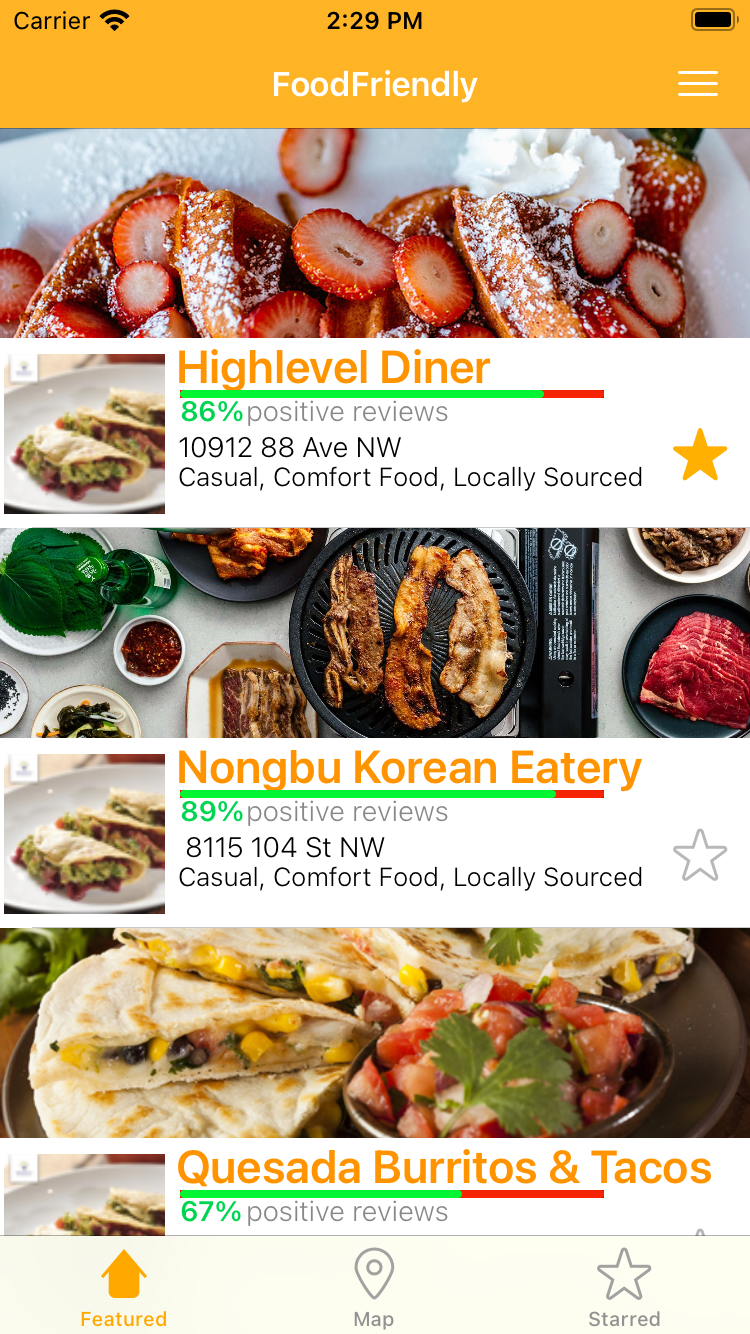 Carrier
2:29 PM
FoodFriendly
Highlevel Diner
86% positive reviews
10912 88 Ave NW
Casual, Comfort Food, Locally Sourced
Nongbu Korean Eatery
89% positive reviews
8115 104 St NW
Casual, Comfort Food, Locally Sourced
Quesada Burritos & Tacos
67% positive reviews
Featured
Map
Starred